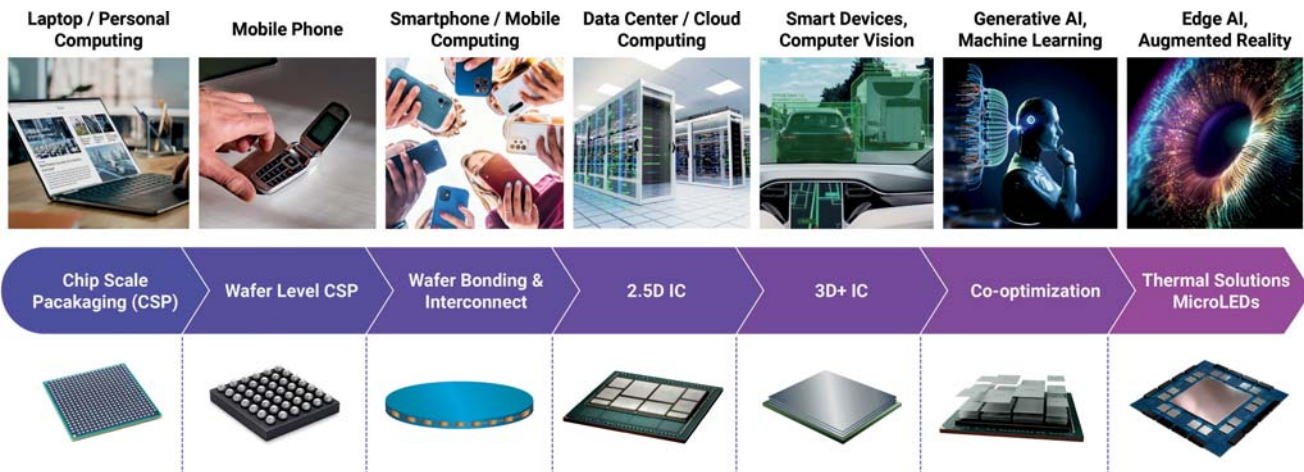 Laptop / Personal
Computing
Mobile Phone
Smartphone / Mobile
Computing
Data Center / Cloud
Computing
Smart Devices,
Computer Vision
Generative AI,
Machine Learning
Edge AI,
Augmented Reality
Chip Scale
Pacakaging (CSP)
Wafer Level CSP
Wafer Bonding &
Interconnect
2.5D IC
3D+ IC
Co-optimization
Thermal Solutions
MicroLEDs